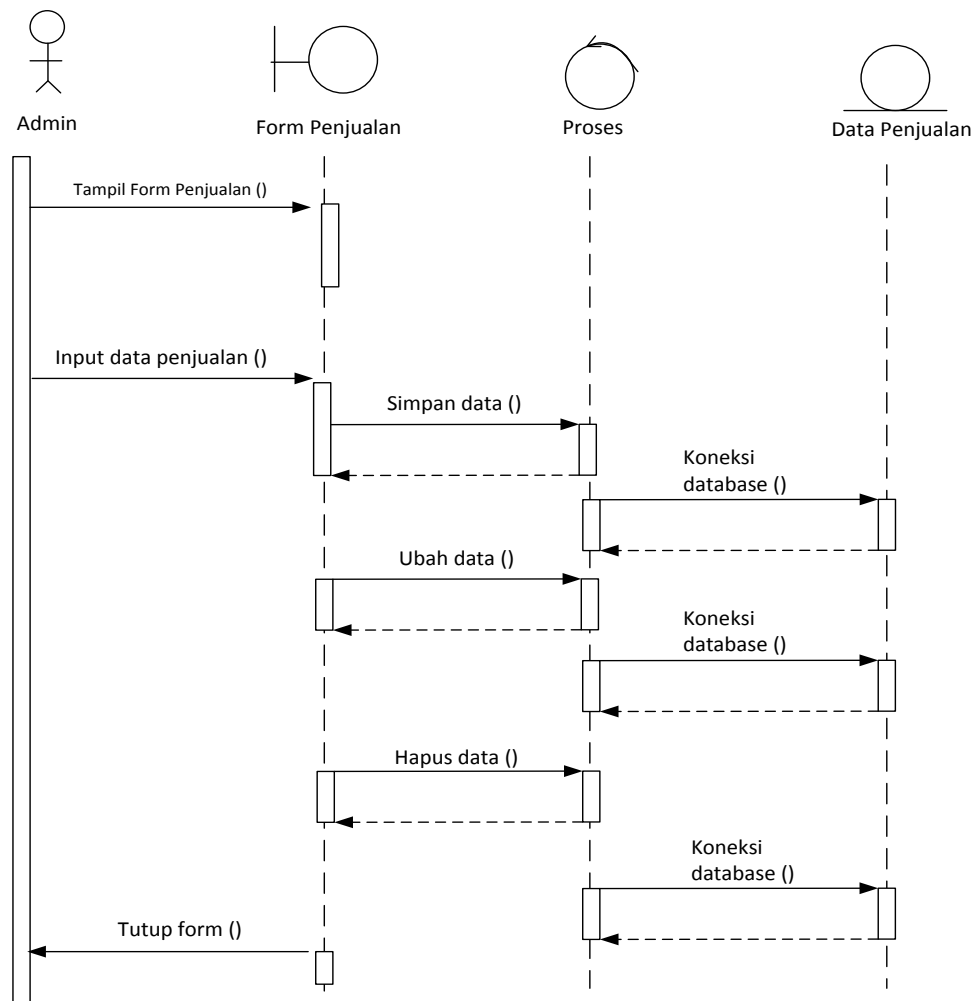 Admin
Form Penjualan
Proses
Data Penjualan
Tampil Form Penjualan ()
Input data penjualan ()
Simpan data ()
Koneksi
database ()
Ubah data ()
Koneksi
database ()
Hapus data ()
Koneksi
database ()
Tutup form ()